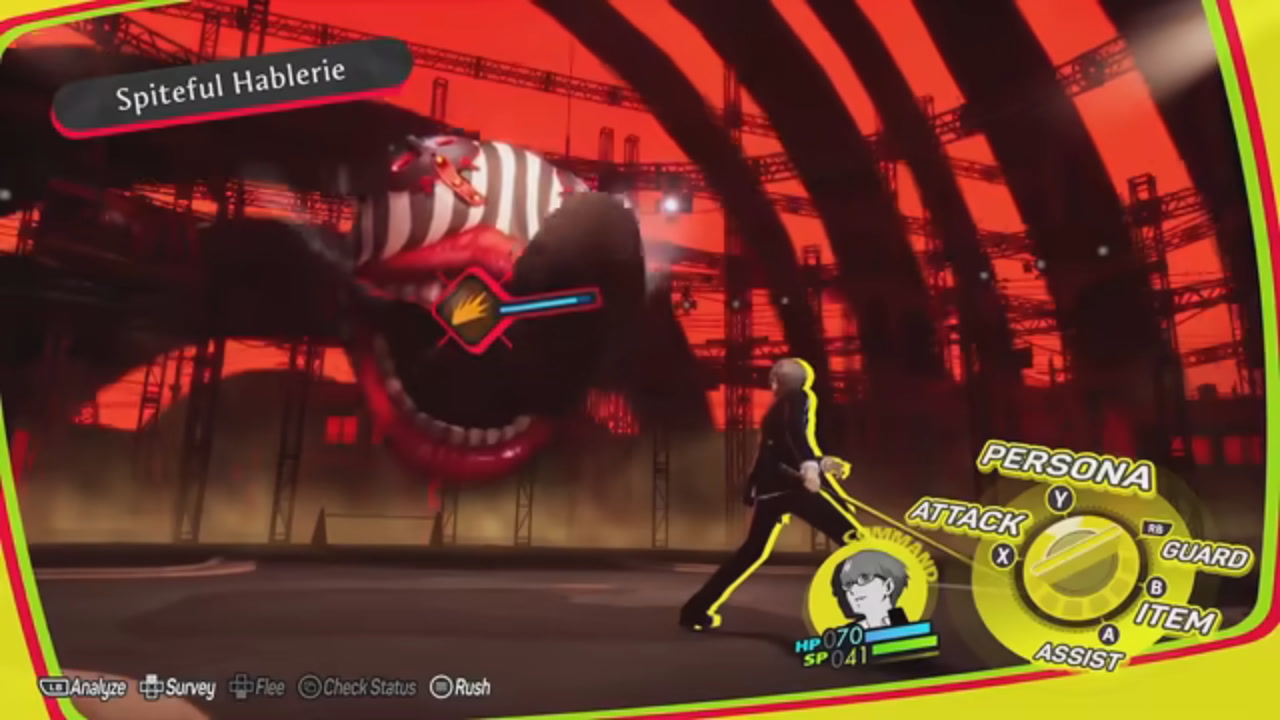 Spiteful Hablerie
PERSONA
Y
ATTACK
RB
X
GUARD
B
ITEM
A
ASSIST
COMMAND
HP 070
SP 041
LB Analyze
Survey
Flee
Check Status
Rush